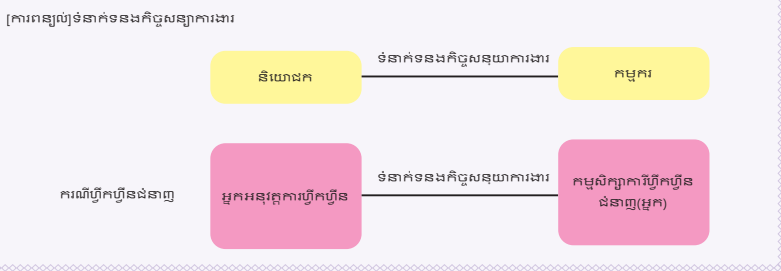 [ការពន្យល់]ទំនាក់ទនងកិច្ចសន្យាការងារ
ទំនាក់ទនងកិច្ចសនុយាការងារ
និយោជក
កម្មករ
ទំនាក់ទនងកិច្ចសនុយាការងារ
ករណីហ្វឹកហ្វឺនជំនាញ
អ្នកអនុវត្តការហ្វឹកហ្វឺន
កម្មសិក្សាការីហ្វឹកហ្វឺន
ជំនាញ(អ្នក)